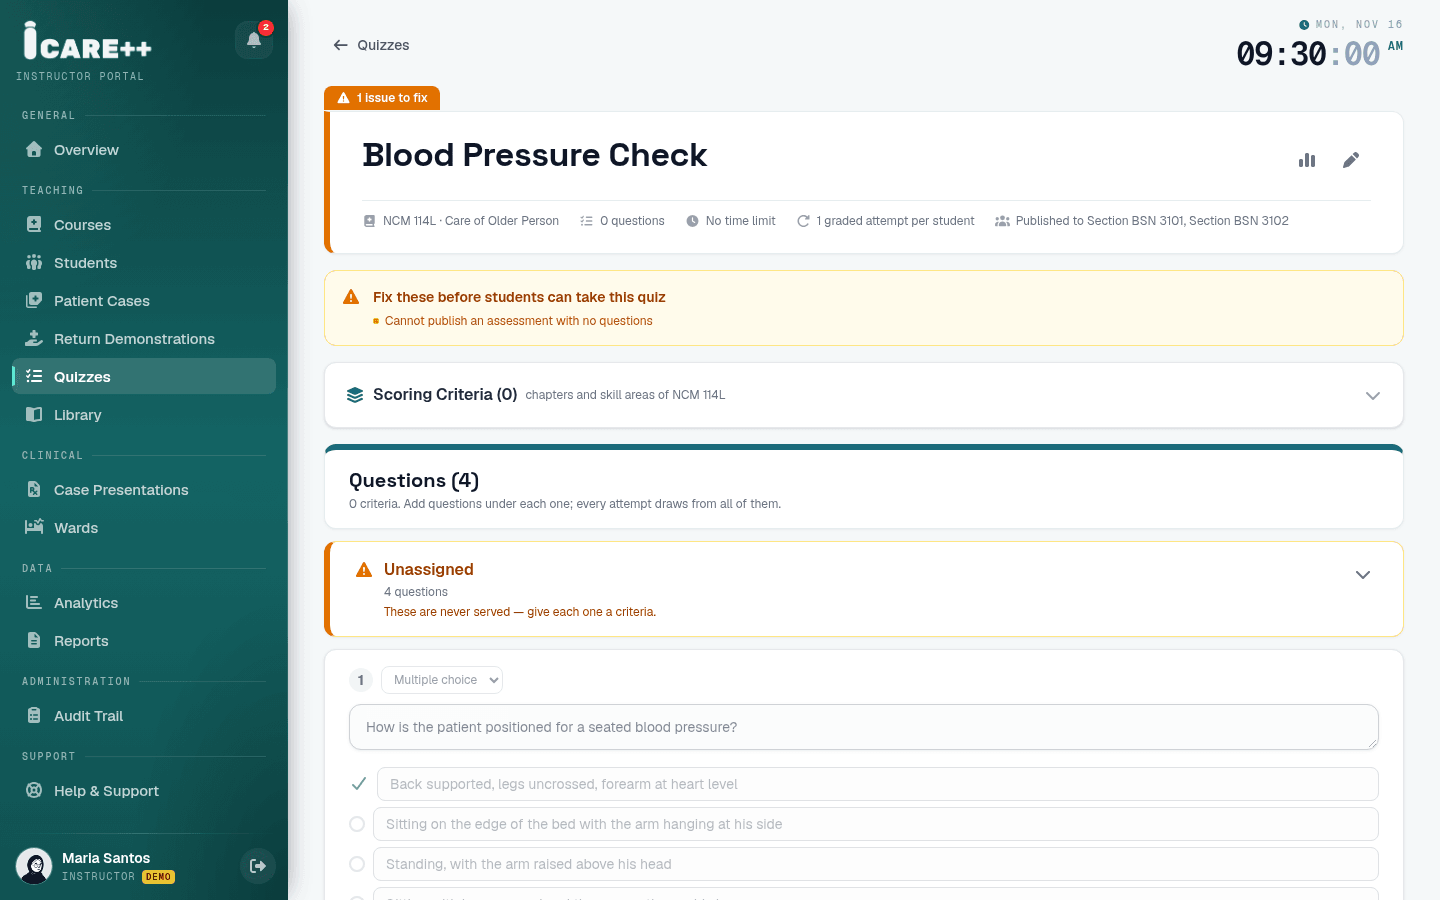 iCARE++
2
INSTRUCTOR PORTAL
GENERAL
Overview
TEACHING
Courses
Students
Patient Cases
Return Demonstrations
Quizzes
Library
CLINICAL
Case Presentations
Wards
DATA
Analytics
Reports
ADMINISTRATION
Audit Trail
SUPPORT
Help & Support
Maria Santos
INSTRUCTOR DEMO
Quizzes
MON, NOV 16
09:30:00 AM
1 issue to fix
Blood Pressure Check
NCM 114L · Care of Older Person
0 questions
No time limit
1 graded attempt per student
Published to Section BSN 3101, Section BSN 3102
Fix these before students can take this quiz
Cannot publish an assessment with no questions
Scoring Criteria (0) chapters and skill areas of NCM 114L
Questions (4)
0 criteria. Add questions under each one; every attempt draws from all of them.
Unassigned
4 questions
These are never served — give each one a criteria.
1 Multiple choice
How is the patient positioned for a seated blood pressure?
Back supported, legs uncrossed, forearm at heart level
Sitting on the edge of the bed with the arm hanging at his side
Standing, with the arm raised above his head